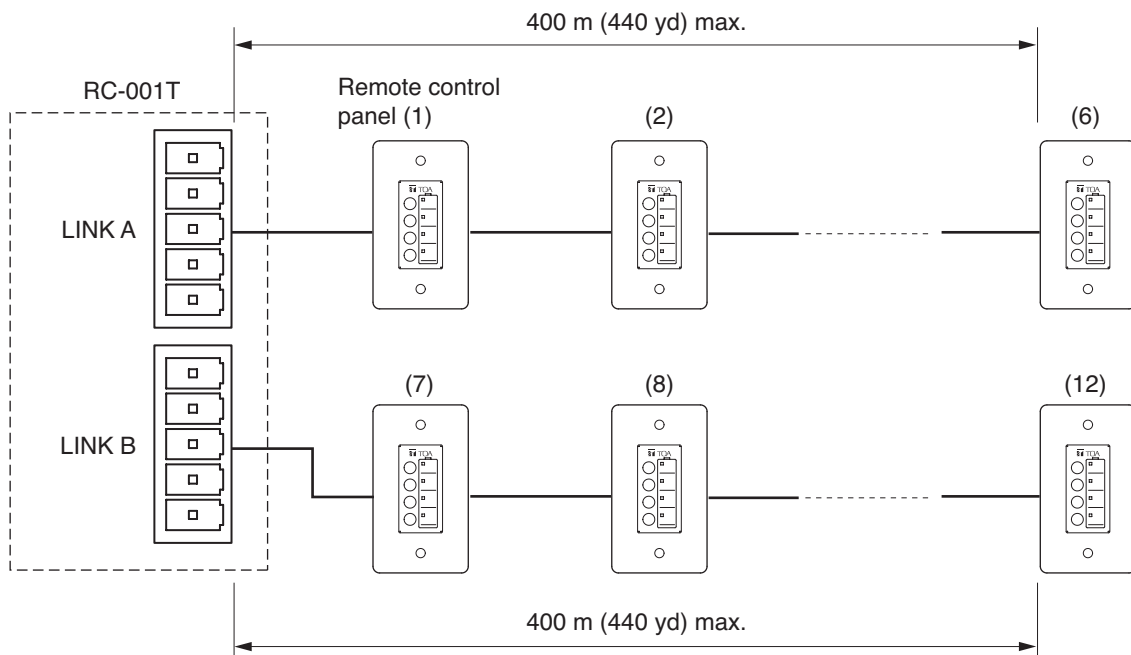 400 m (440 yd) max.
RC-001T
Remote control
panel (1)
(2)
(6)
LINK A
TOA
TOA
TOA
(7)
(8)
(12)
LINK B
TOA
TOA
TOA
400 m (440 yd) max.